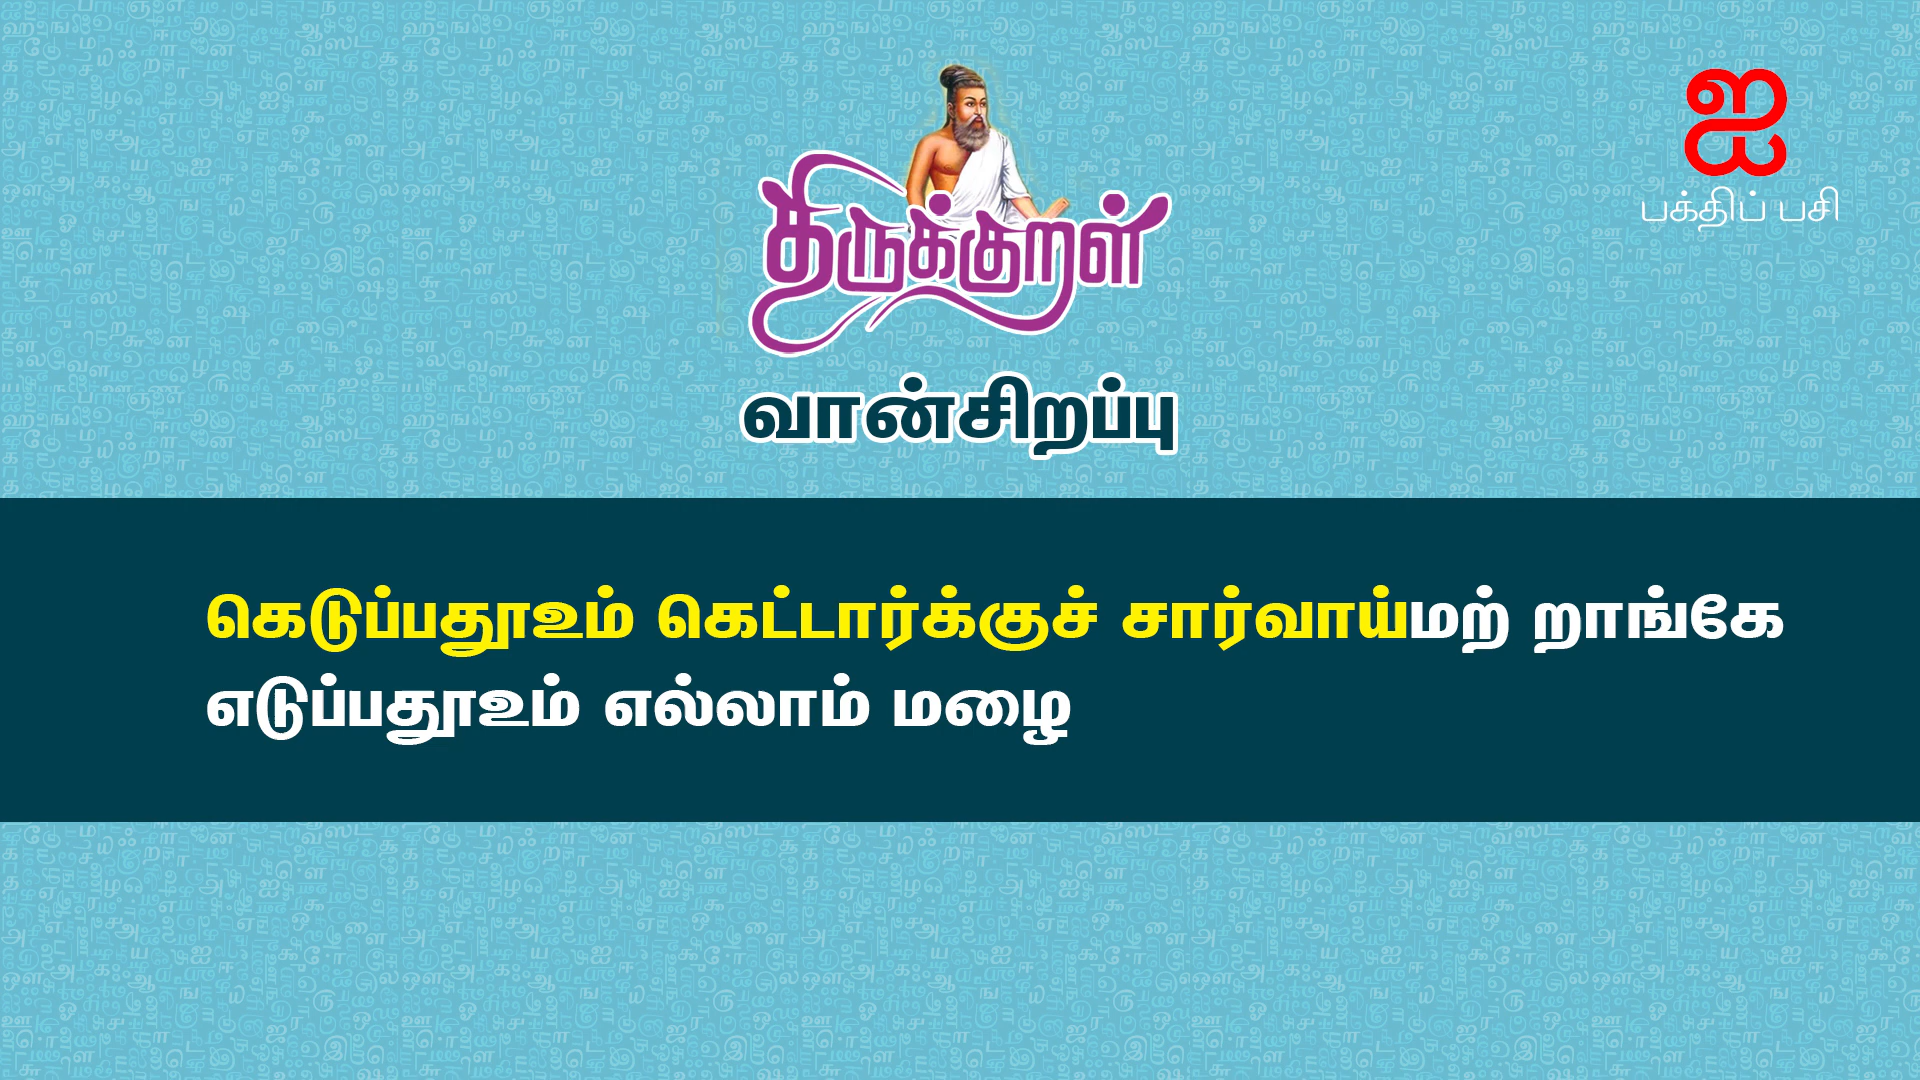 ஐ
பக்திப் பசி
திருக்குறள்
வான்சிறப்பு
கெடுப்பதூஉம் கெட்டார்க்குச் சார்வாய்மற் றாங்கே
எடுப்பதூஉம் எல்லாம் மழை